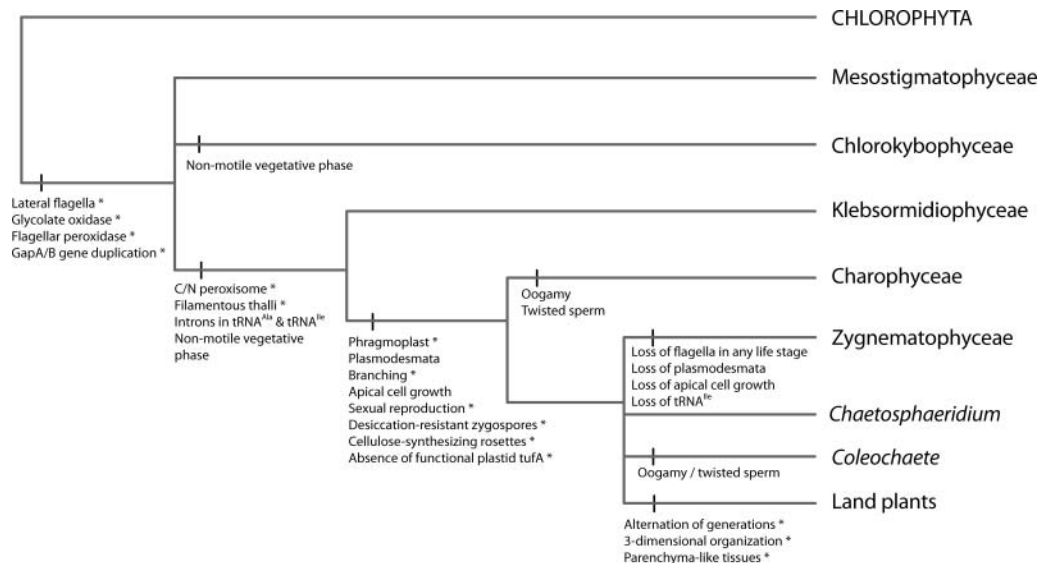 CHLOROPHYTA
Mesostigmatophyceae
Chlorokybophyceae
Non-motile vegetative phase
Lateral flagella *
Glycolate oxidase *
Flagellar peroxidase *
GapA/B gene duplication *
Klebsormidiophyceae
C/N peroxisome *
Filamentous thalli *
Introns in tRNAᴬˡᵃ & tRNAᴵˡᵉ
Non-motile vegetative
phase
Charophyceae
Oogamy
Twisted sperm
Phragmoplast *
Plasmodesmata
Branching *
Apical cell growth
Sexual reproduction *
Desiccation-resistant zygospores *
Cellulose-synthesizing rosettes *
Absence of functional plastid tufA *
Zygnematophyceae
Loss of flagella in any life stage
Loss of plasmodesmata
Loss of apical cell growth
Loss of tRNAᴵˡᵉ
Chaetosphaeridium
Coleochaete
Oogamy / twisted sperm
Land plants
Alternation of generations *
3-dimensional organization *
Parenchyma-like tissues *